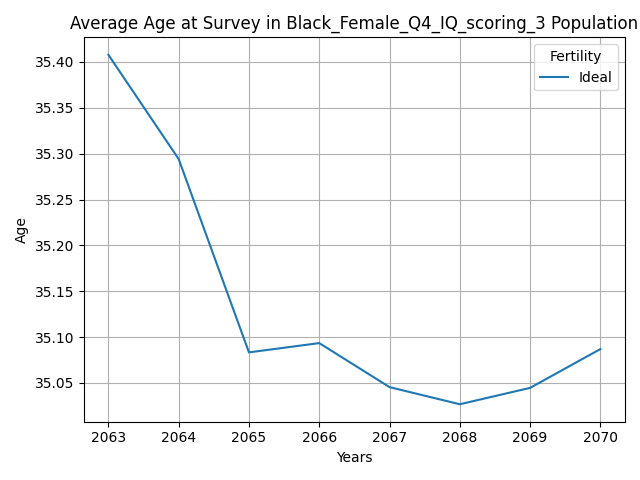 Average Age at Survey in Black_Female_Q4_IQ_scoring_3 Population
Fertility
Ideal
35.40
35.35
35.30
35.25
35.20
35.15
35.10
35.05
Age
2063 2064 2065 2066 2067 2068 2069 2070
Years